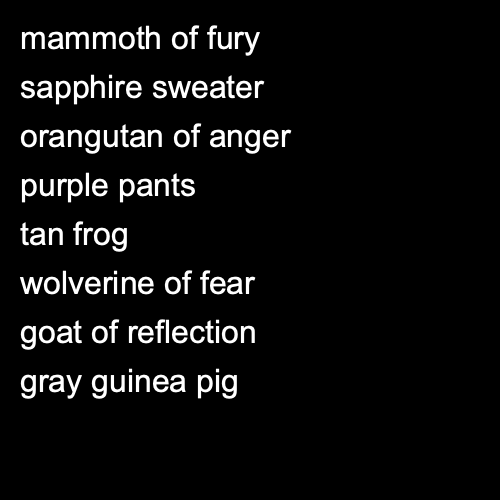 mammoth of fury
sapphire sweater
orangutan of anger
purple pants
tan frog
wolverine of fear
goat of reflection
gray guinea pig